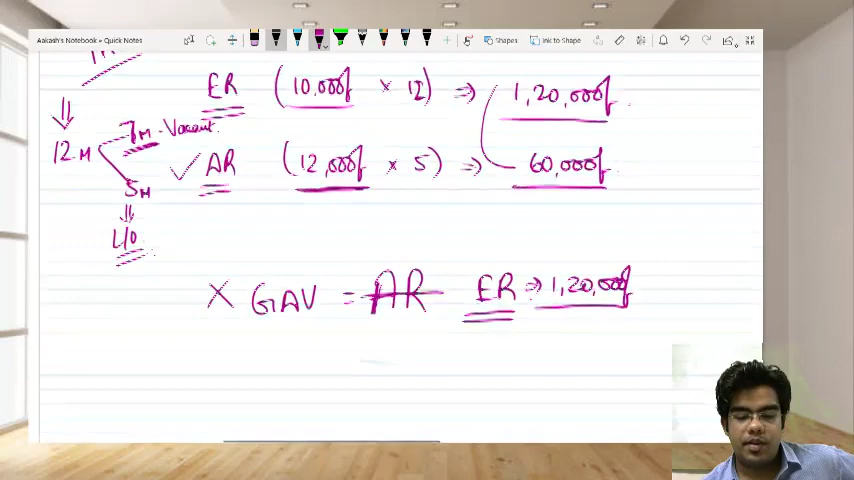 Aakash's Notebook » Quick Notes
Shapes
Ink to Shape
ER (10,000/- × 12) ⇒ 1,20,000/-
7M - Vacant.
12 M
✓ AR (12,000/- × 5) ⇒ 60,000/-
5M
L/O
× GAV = AR ER ⇒ 1,20,000/-